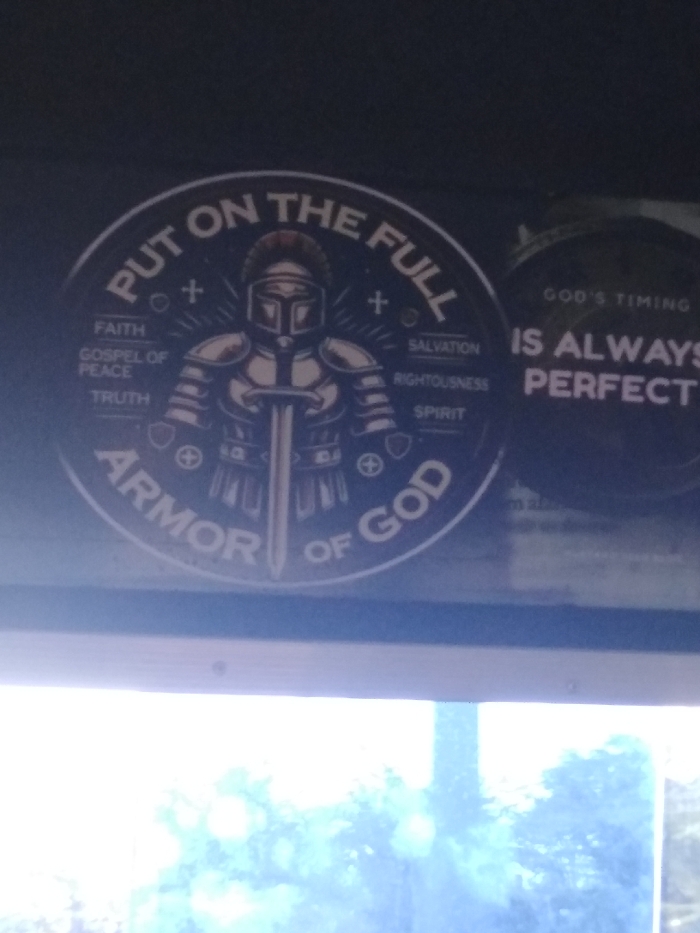 PUT ON THE FULL
FAITH
GOSPEL OF
PEACE
TRUTH
SALVATION
RIGHTOUSNESS
SPIRIT
ARMOR OF GOD
GOD'S TIMING
IS ALWAYS
PERFECT